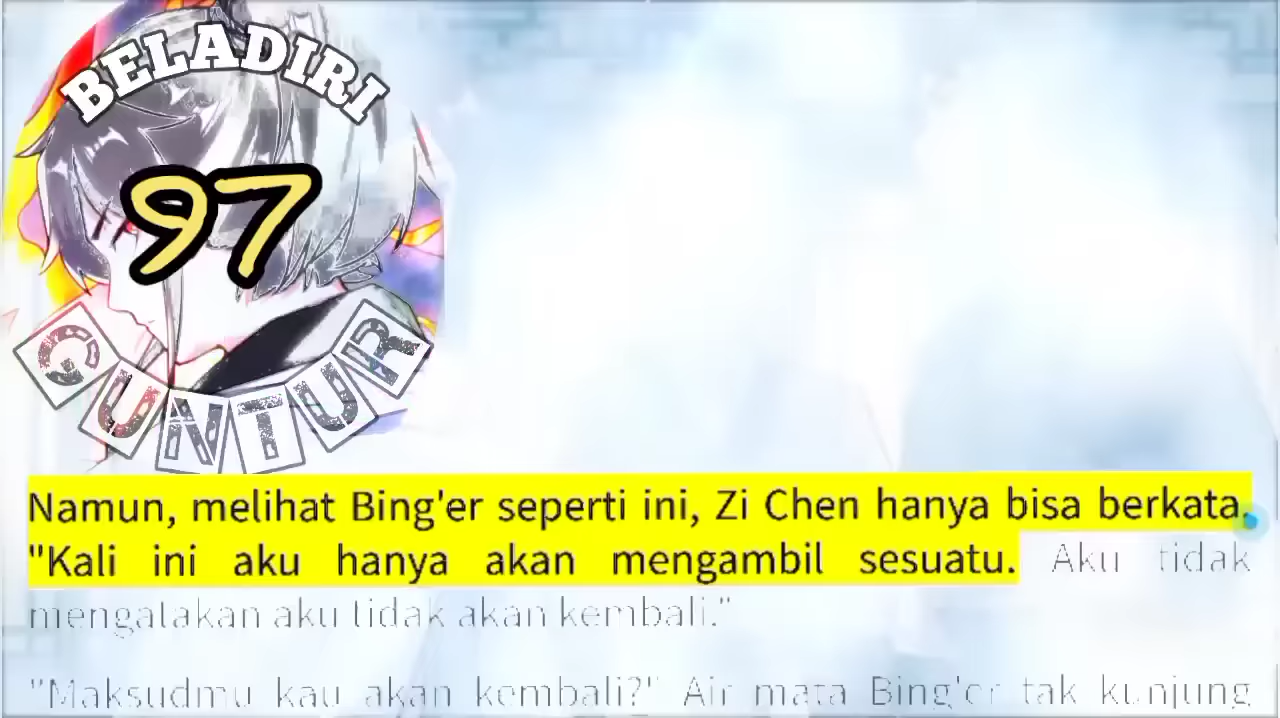 BELADIRI
97
GUNTUR
Namun, melihat Bing'er seperti ini, Zi Chen hanya bisa berkata.
"Kali ini aku hanya akan mengambil sesuatu. Aku tidak
mengatakan aku tidak akan kembali."
"Maksudmu kau akan kembali?" Air mata Bing'er tak kunjung